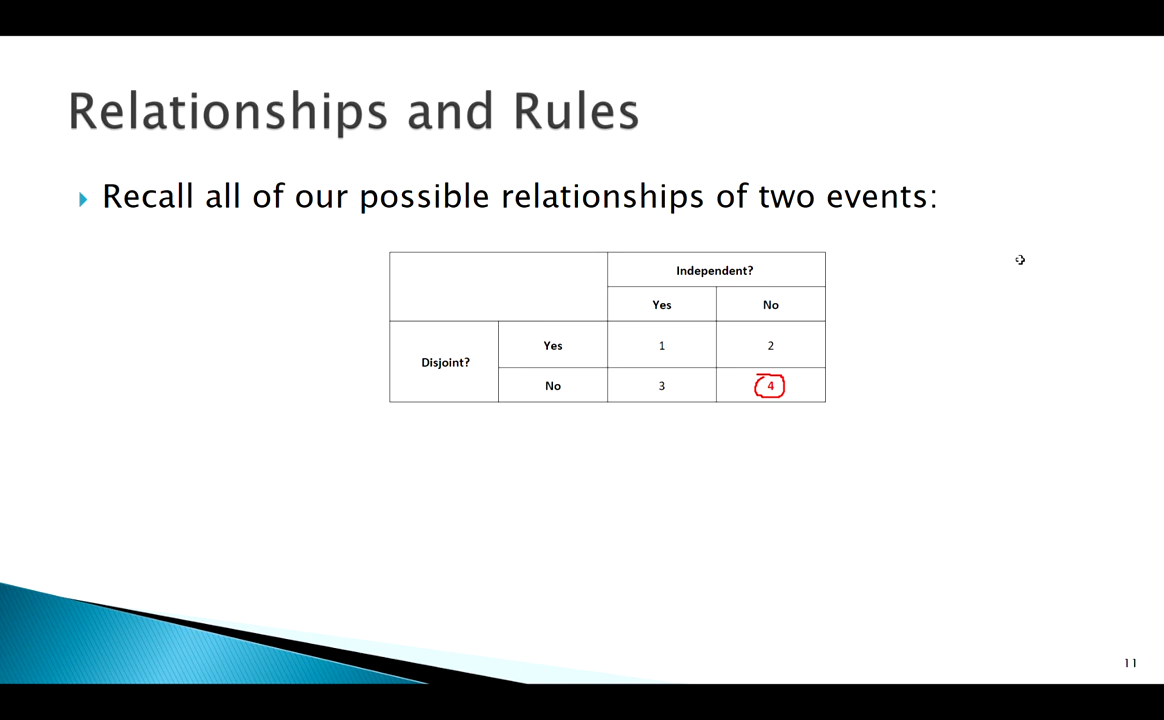 Relationships and Rules
Recall all of our possible relationships of two events:
Independent?
Yes No
Disjoint? Yes 1 2
No 3 4
11